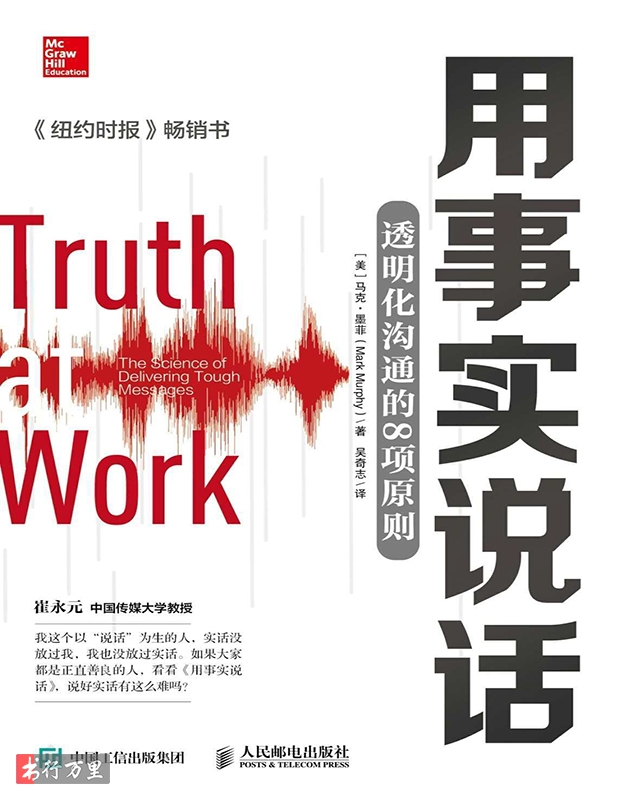 Mc
Graw
Hill
Education
《纽约时报》畅销书
用事实说话
透明化沟通的8项原则
[美]马克·墨菲(Mark Murphy)\著 吴奇志\译
Truth
at
Work
The Science of
Delivering Tough
Messages
崔永元 中国传媒大学教授
我这个以“说话”为生的人,实话没
放过我,我也没放过实话。如果大家
都是正直善良的人,看看《用事实说
话》,说好实话有这么难吗?
中国工信出版集团
人民邮电出版社
POSTS & TELECOM PRESS
书行万里